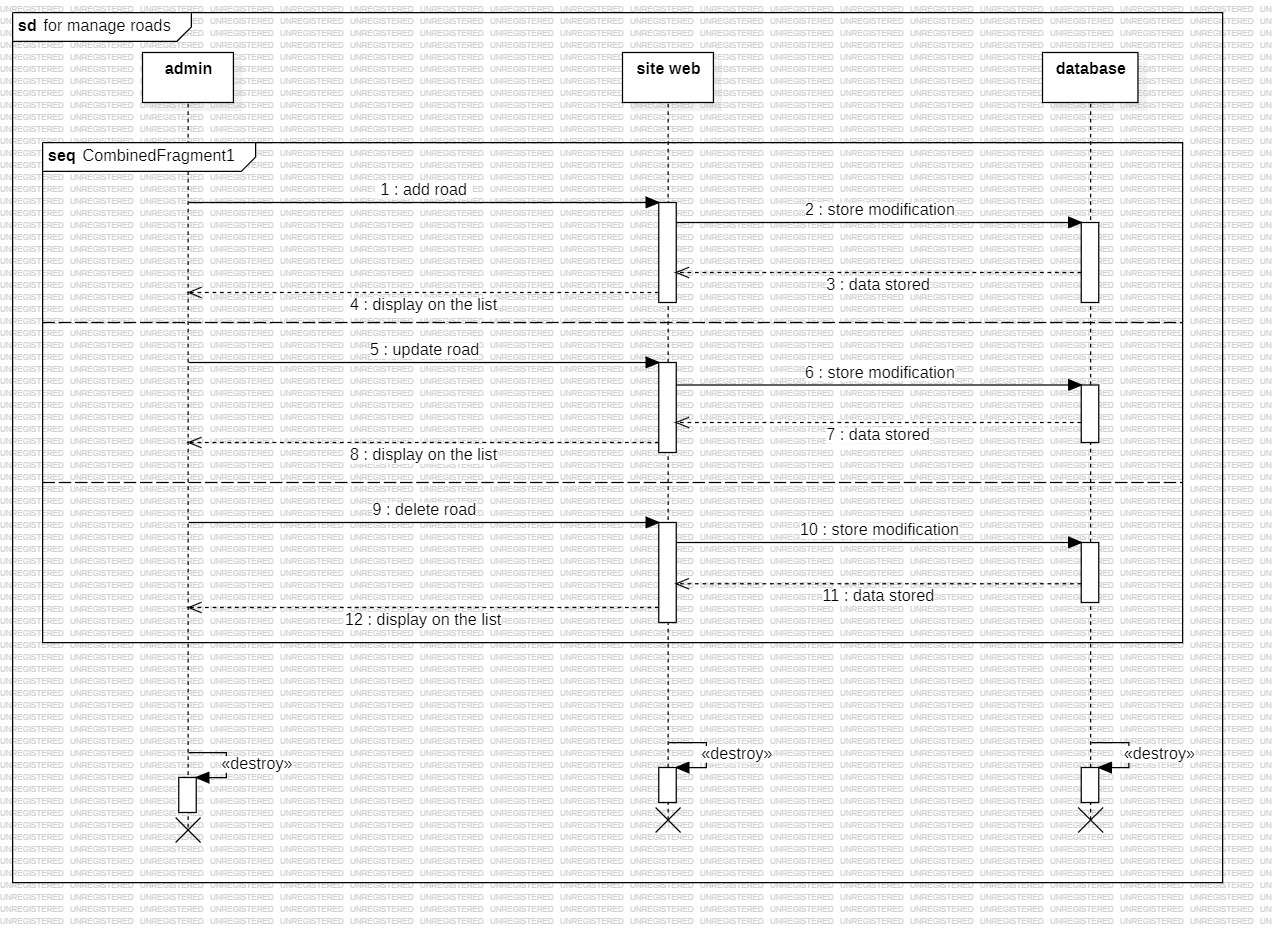 sd for manage roads
admin
site web
database
seq CombinedFragment1
1 : add road
2 : store modification
3 : data stored
4 : display on the list
5 : update road
6 : store modification
7 : data stored
8 : display on the list
9 : delete road
10 : store modification
11 : data stored
12 : display on the list
«destroy»
«destroy»
«destroy»
UNREGISTERED